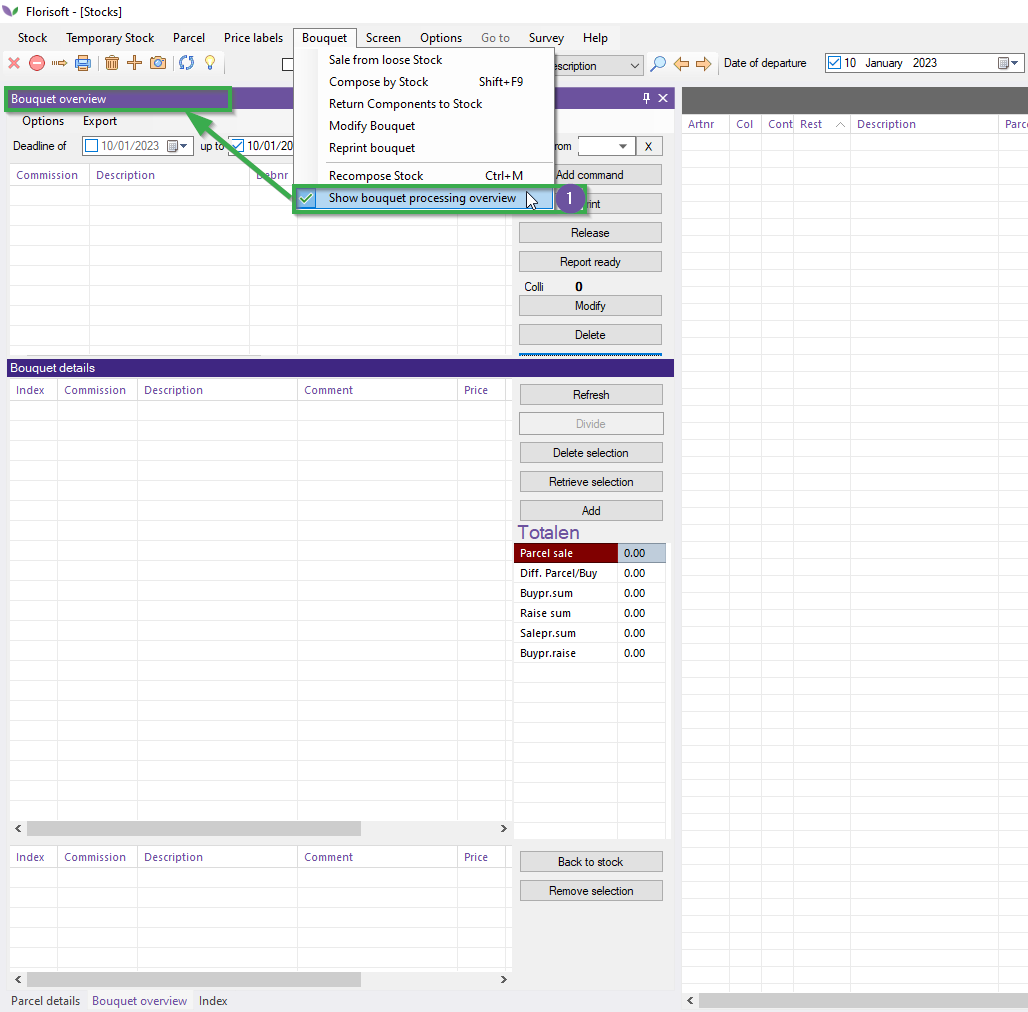 Florisoft - [Stocks]
Stock Temporary Stock Parcel Price labels Bouquet Screen Options Go to Survey Help
Sale from loose Stock
Compose by Stock Shift+F9
Return Components to Stock
Modify Bouquet
Reprint bouquet
Recompose Stock Ctrl+M
Show bouquet processing overview 1
Date of departure 10 January 2023
Bouquet overview
Options Export
Deadline of 10/01/2023 up to 10/01/20 X
Commission Description
Add command
Release
Report ready
Colli 0
Modify
Delete
Bouquet details
Index Commission Description Comment Price
Refresh
Divide
Delete selection
Retrieve selection
Add
Totalen
Parcel sale 0.00
Diff. Parcel/Buy 0.00
Buypr.sum 0.00
Raise sum 0.00
Salepr.sum 0.00
Buypr.raise 0.00
Index Commission Description Comment Price
Back to stock
Remove selection
Parcel details Bouquet overview Index
Artnr Col Cont Rest Description Parc